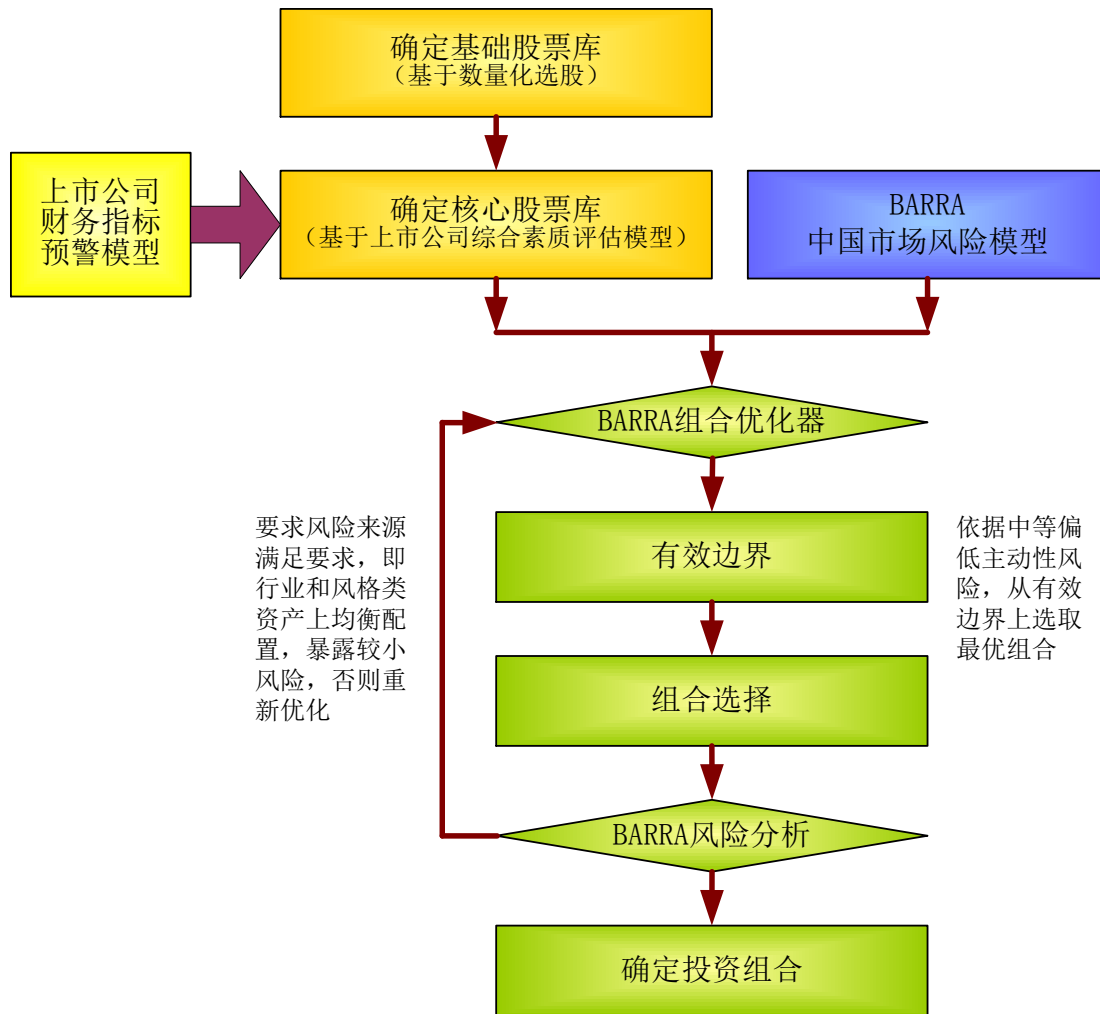 确定基础股票库
（基于数量化选股）
上市公司
财务指标
预警模型
确定核心股票库
（基于上市公司综合素质评估模型）
BARRA
中国市场风险模型
BARRA组合优化器
要求风险来源
满足要求，即
行业和风格类
资产上均衡配
置，暴露较小
风险，否则重
新优化
有效边界
依据中等偏
低主动性风
险，从有效
边界上选取
最优组合
组合选择
BARRA风险分析
确定投资组合